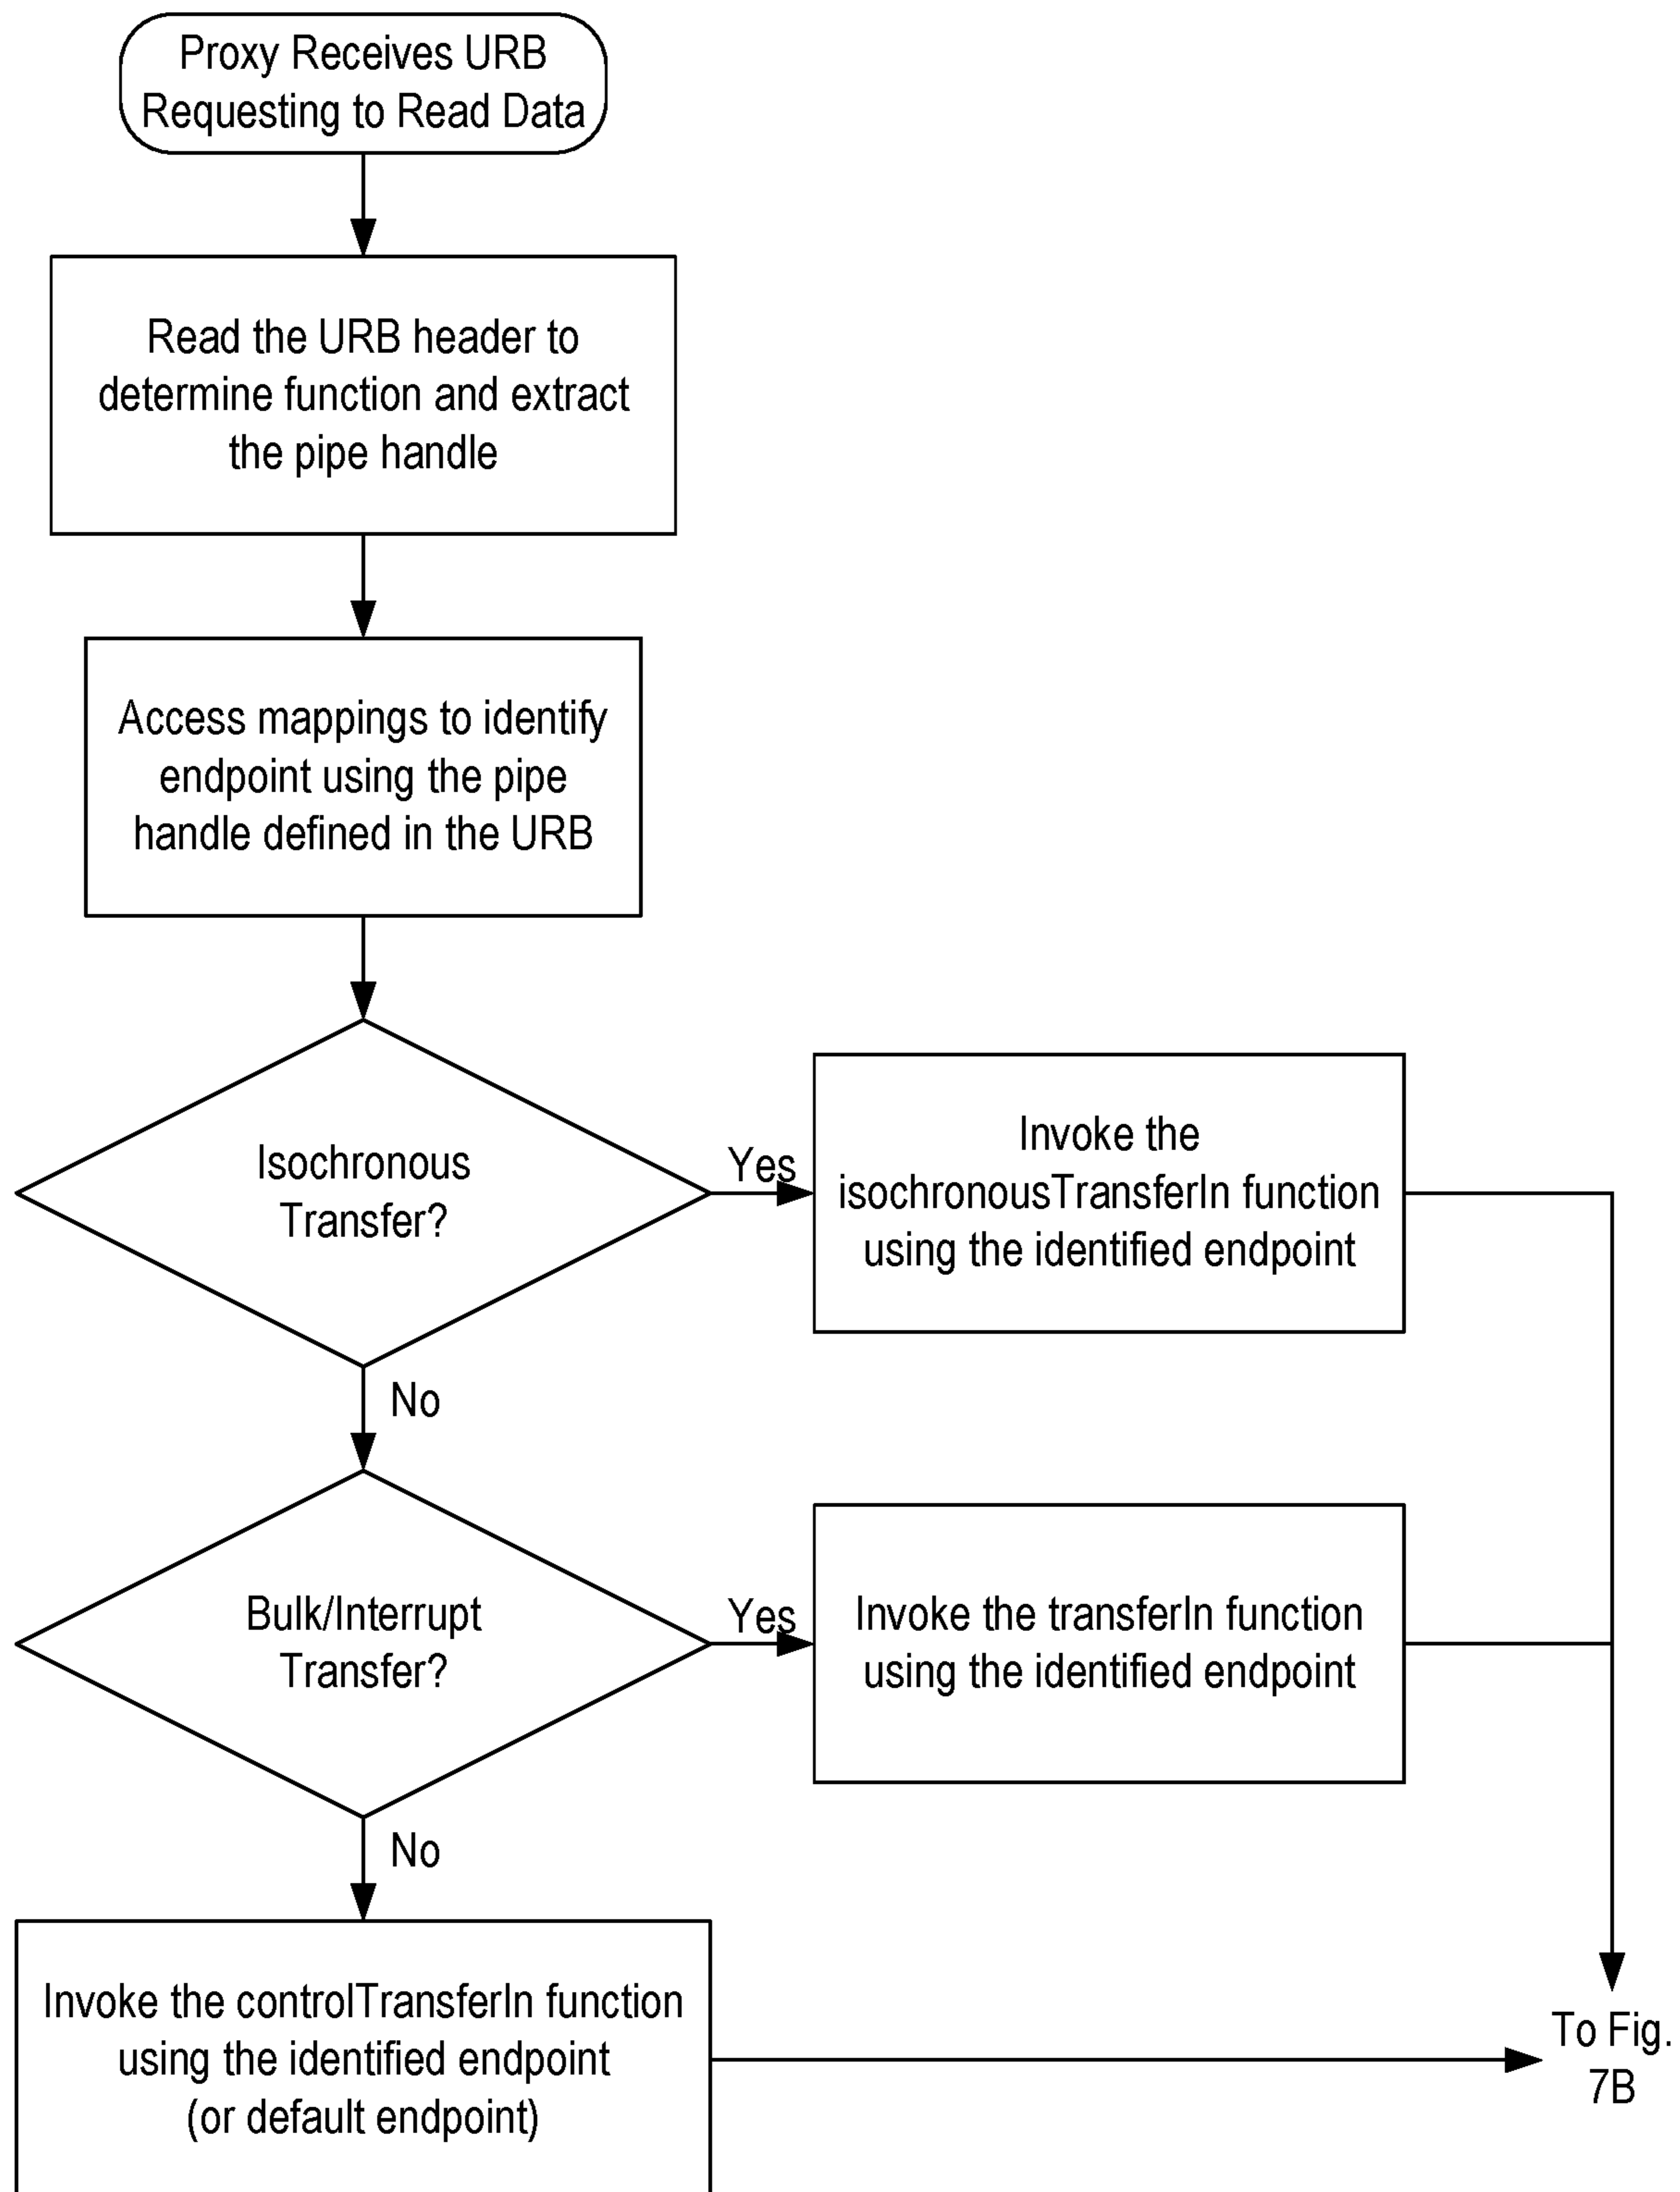 Proxy Receives URB
Requesting to Read Data
Read the URB header to
determine function and extract
the pipe handle
Access mappings to identify
endpoint using the pipe
handle defined in the URB
Isochronous
Transfer?
Yes
Invoke the
isochronousTransferIn function
using the identified endpoint
No
Bulk/Interrupt
Transfer?
Yes
Invoke the transferIn function
using the identified endpoint
No
Invoke the controlTransferIn function
using the identified endpoint
(or default endpoint)
To Fig.
7B